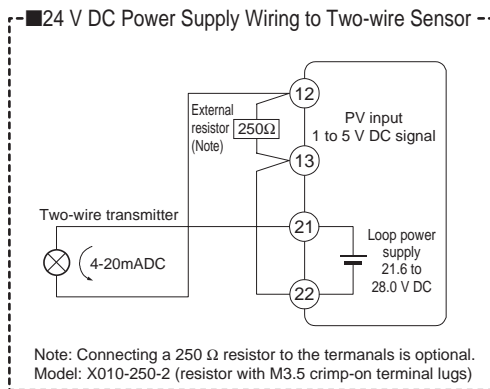 ■24 V DC Power Supply Wiring to Two-wire Sensor
12
External
resistor
(Note)
250Ω
PV input
1 to 5 V DC signal
13
Two-wire transmitter
21
Loop power
supply
21.6 to
28.0 V DC
4-20mADC
22
Note: Connecting a 250 Ω resistor to the termanals is optional.
Model: X010-250-2 (resistor with M3.5 crimp-on terminal lugs)